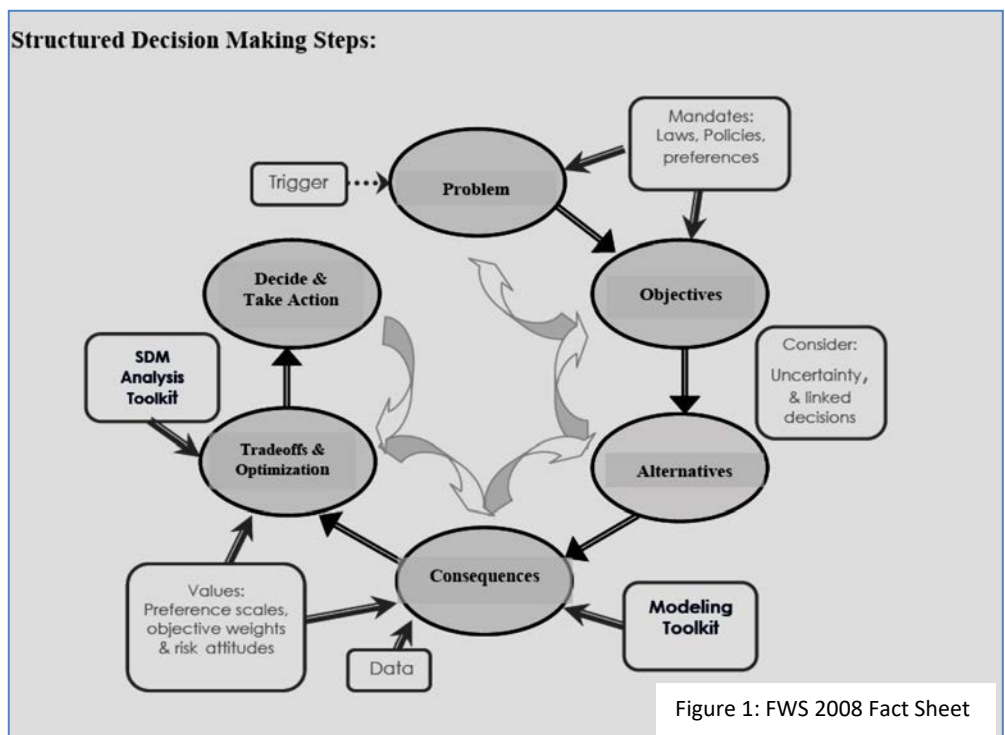 Structured Decision Making Steps:
Mandates:
Laws, Policies,
preferences
Trigger
Problem
Decide &
Take Action
Objectives
SDM
Analysis
Toolkit
Consider:
Uncertainty,
& linked
decisions
Tradeoffs &
Optimization
Alternatives
Consequences
Values:
Preference scales,
objective weights
& risk attitudes
Modeling
Toolkit
Data
Figure 1: FWS 2008 Fact Sheet